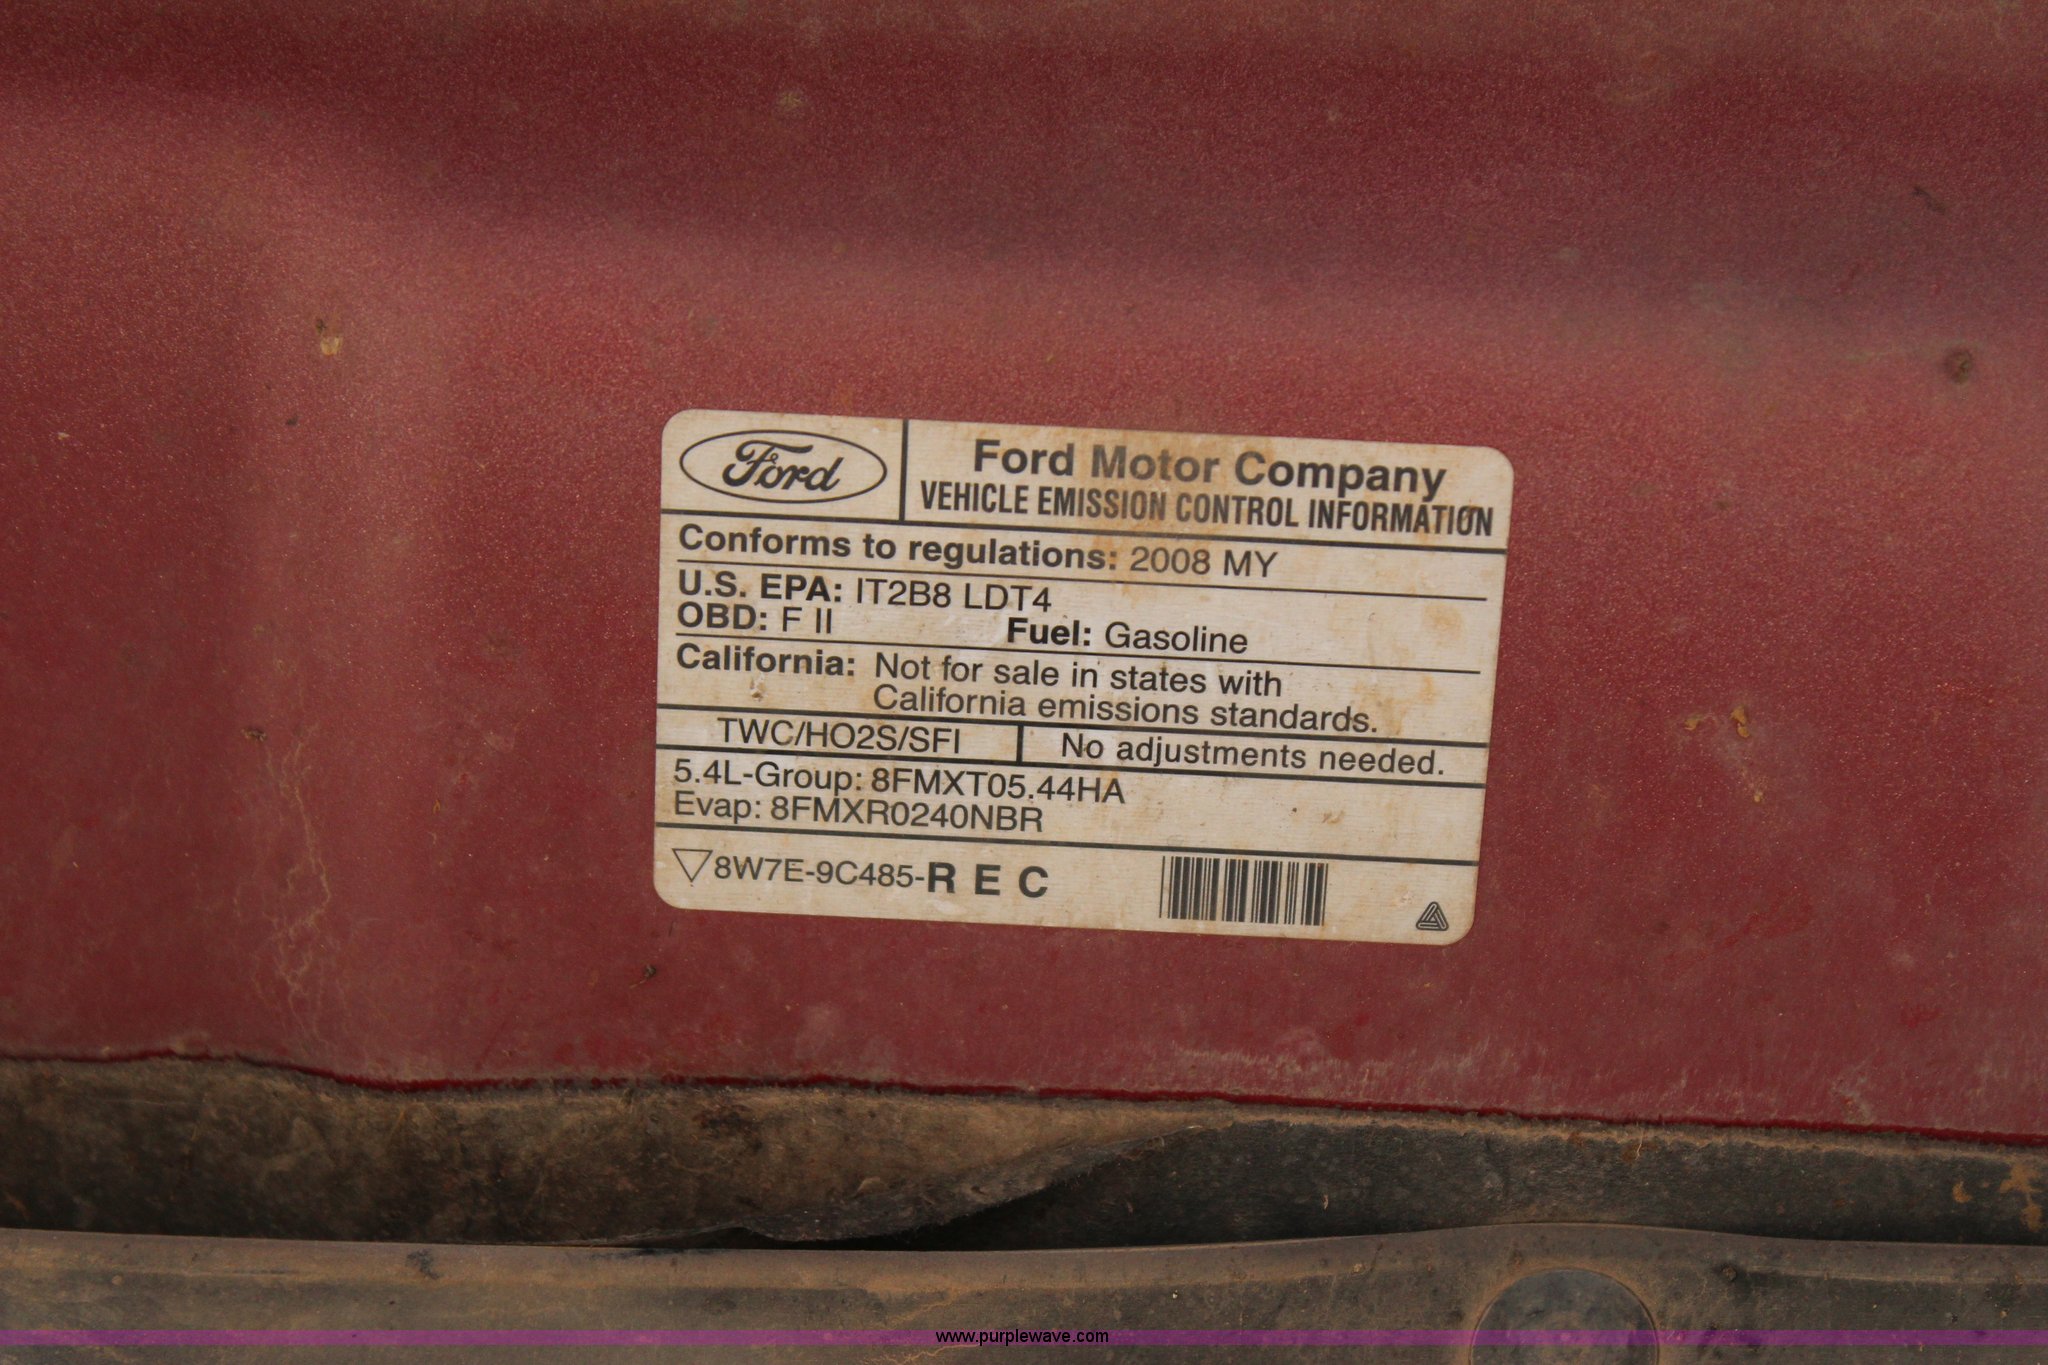 Ford
Ford Motor Company
VEHICLE EMISSION CONTROL INFORMATION
Conforms to regulations: 2008 MY
U.S. EPA: IT2B8 LDT4
OBD: F II Fuel: Gasoline
California: Not for sale in states with
California emissions standards.
TWC/HO2S/SFI No adjustments needed.
5.4L-Group: 8FMXT05.44HA
Evap: 8FMXR0240NBR
8W7E-9C485-R E C
www.purplewave.com